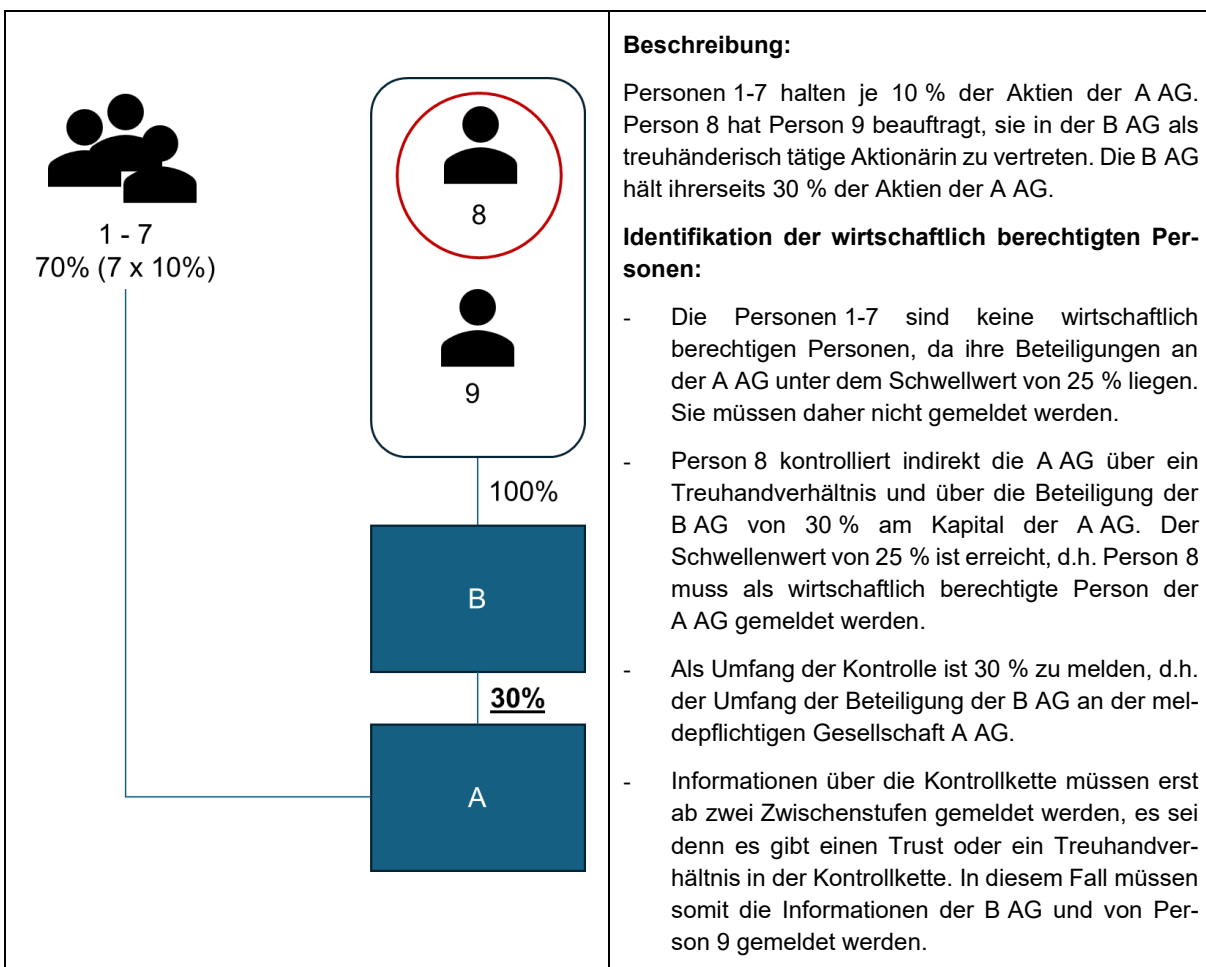 1 - 7
70% (7 x 10%)
8
9
100%
B
30%
A
Beschreibung:
Personen 1-7 halten je 10 % der Aktien der A AG.
Person 8 hat Person 9 beauftragt, sie in der B AG als
treuhänderisch tätige Aktionärin zu vertreten. Die B AG
hält ihrerseits 30 % der Aktien der A AG.
Identifikation der wirtschaftlich berechtigten Per-
sonen:
- Die Personen 1-7 sind keine wirtschaftlich
berechtigen Personen, da ihre Beteiligungen an
der A AG unter dem Schwellwert von 25 % liegen.
Sie müssen daher nicht gemeldet werden.
- Person 8 kontrolliert indirekt die A AG über ein
Treuhandverhältnis und über die Beteiligung der
B AG von 30 % am Kapital der A AG. Der
Schwellenwert von 25 % ist erreicht, d.h. Person 8
muss als wirtschaftlich berechtigte Person der
A AG gemeldet werden.
- Als Umfang der Kontrolle ist 30 % zu melden, d.h.
der Umfang der Beteiligung der B AG an der mel-
depflichtigen Gesellschaft A AG.
- Informationen über die Kontrollkette müssen erst
ab zwei Zwischenstufen gemeldet werden, es sei
denn es gibt einen Trust oder ein Treuhandver-
hältnis in der Kontrollkette. In diesem Fall müssen
somit die Informationen der B AG und von Per-
son 9 gemeldet werden.